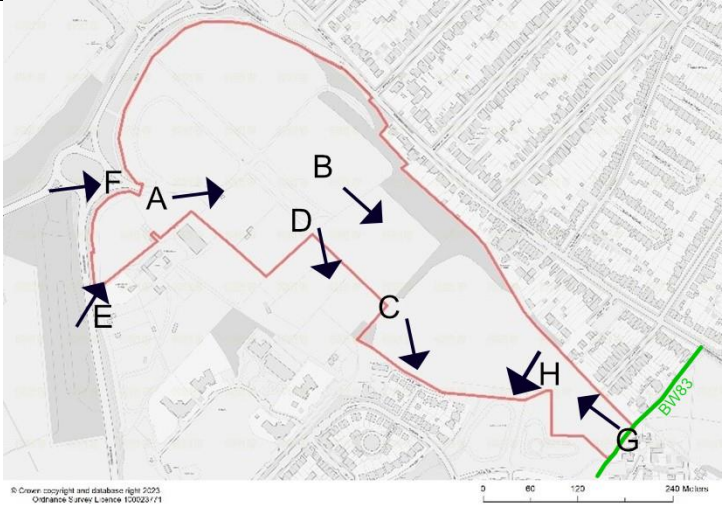 B
F
A
D
C
E
H
BW83
G
© Crown copyright and database right 2023.
Ordnance Survey Licence 100023771
0 60 120 240 Meters